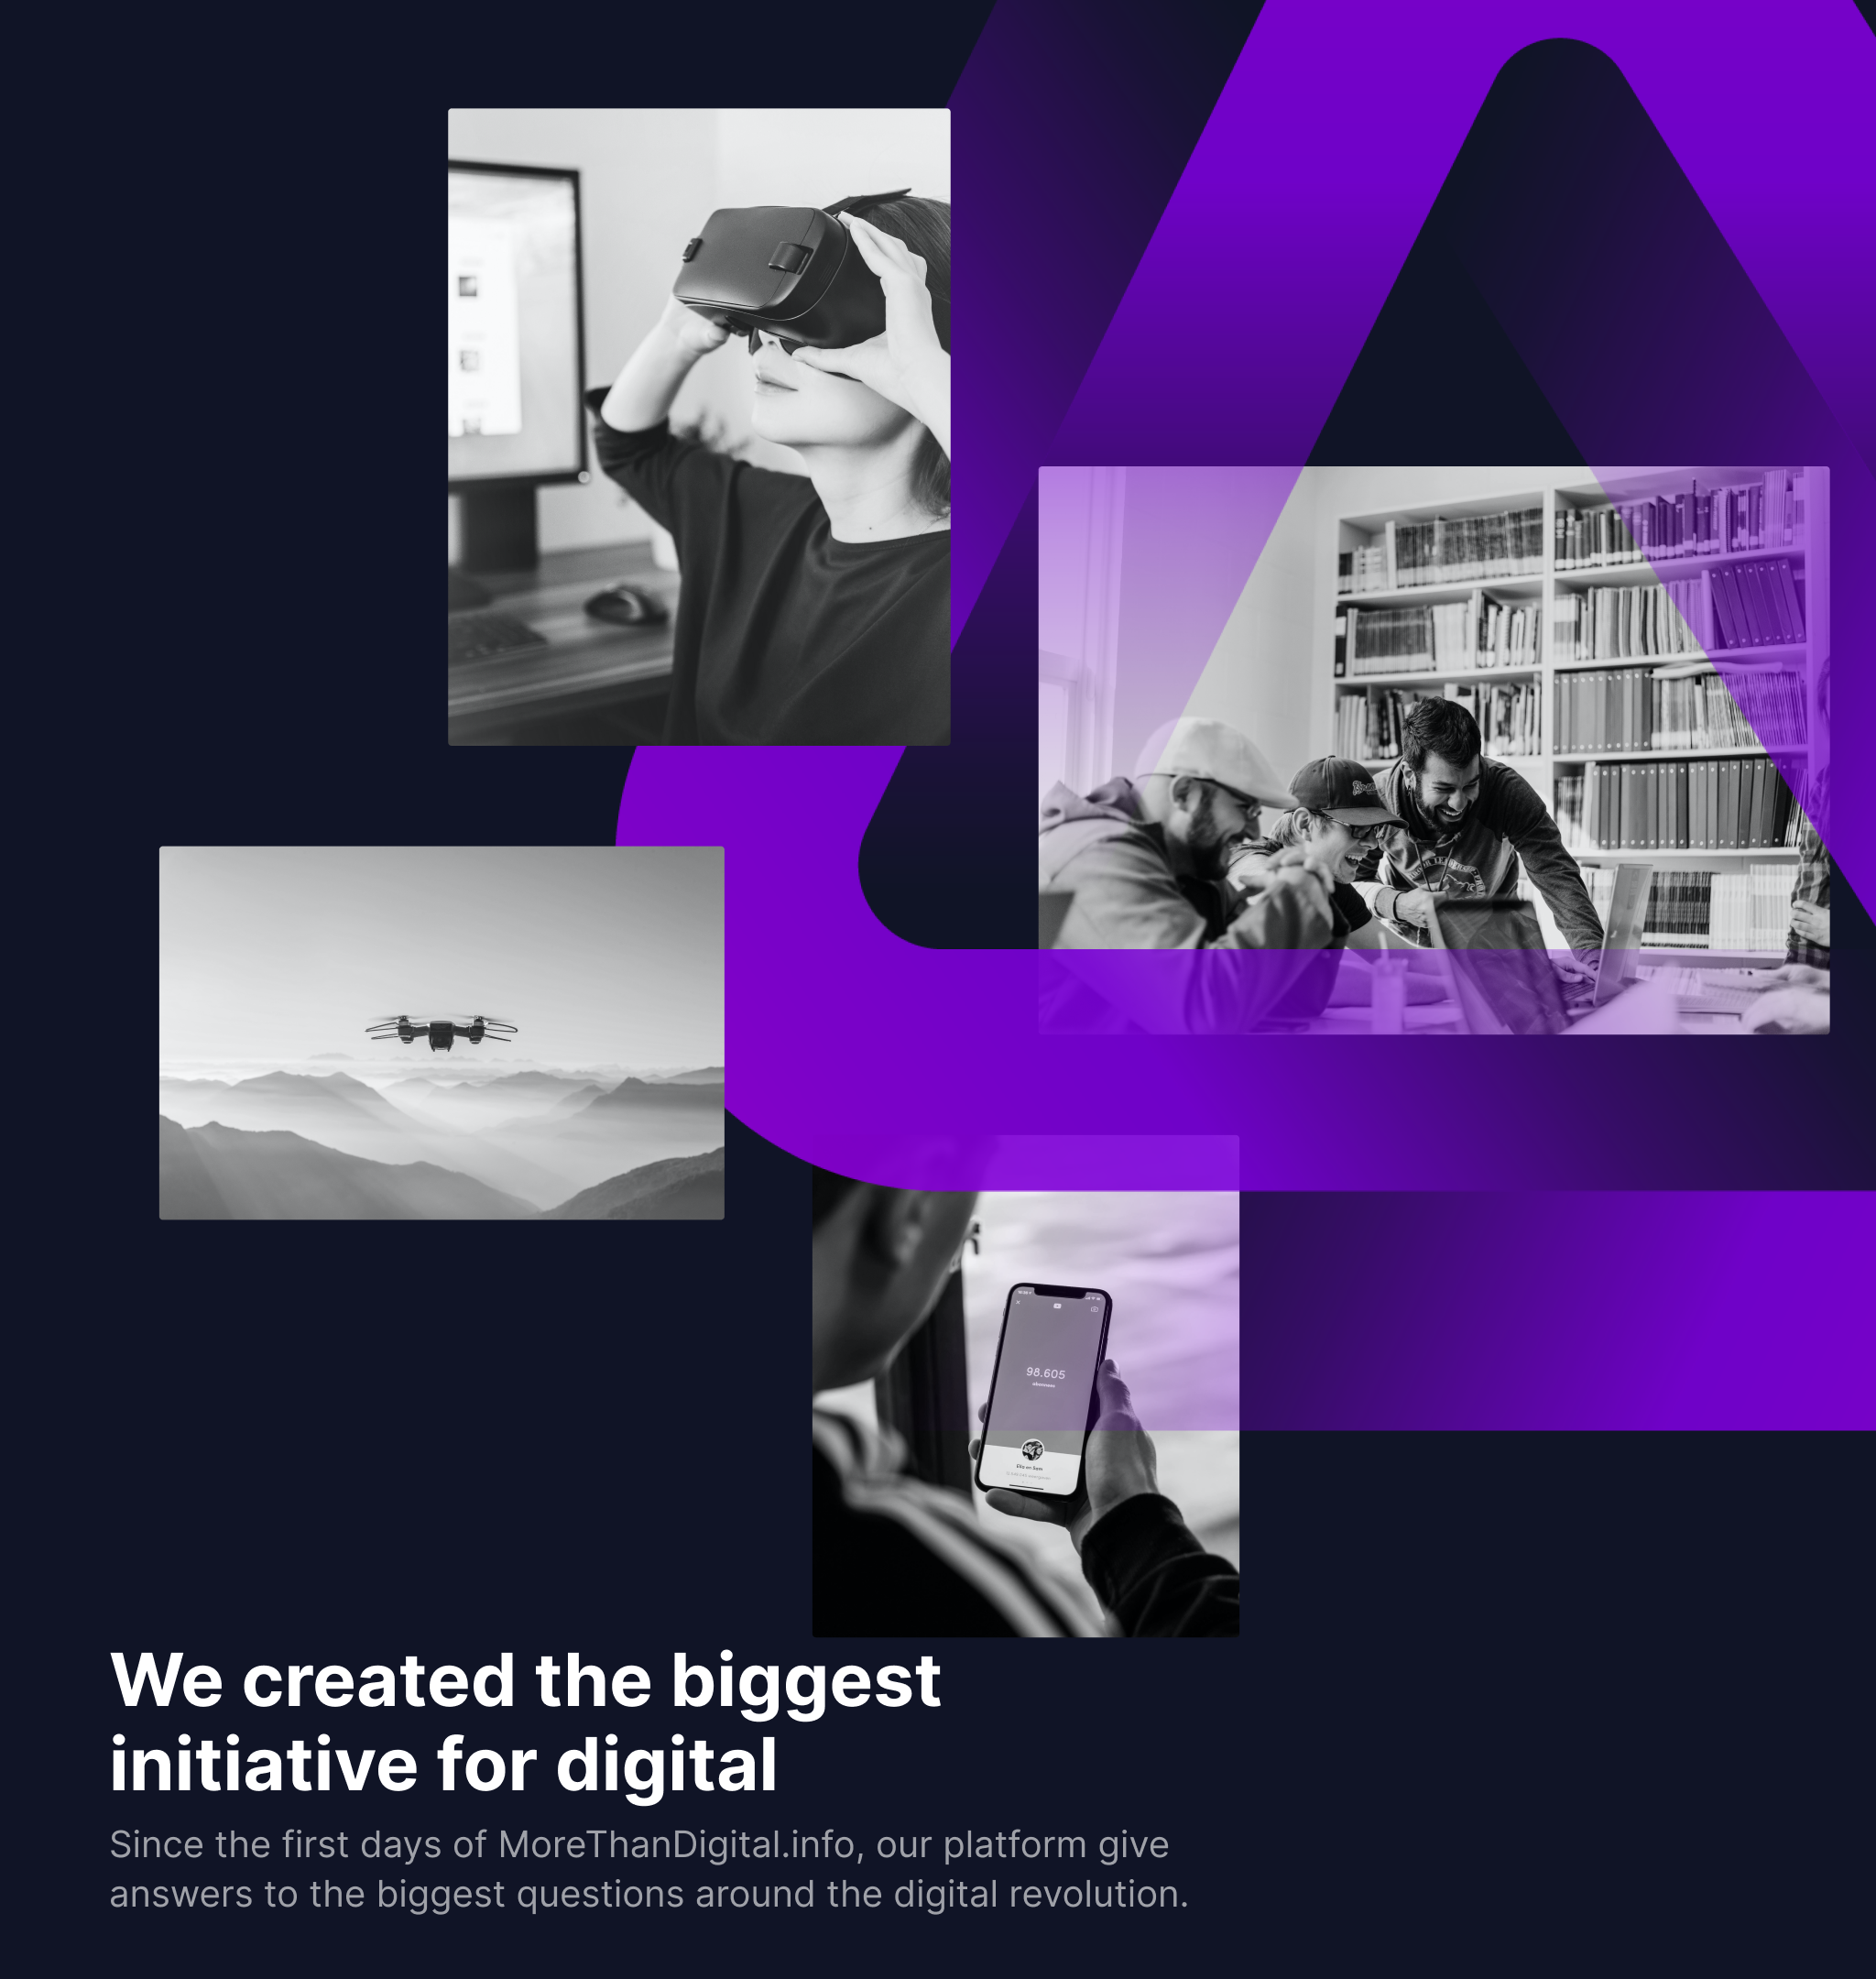 98.605
We created the biggest
initiative for digital
Since the first days of MoreThanDigital.info, our platform give
answers to the biggest questions around the digital revolution.